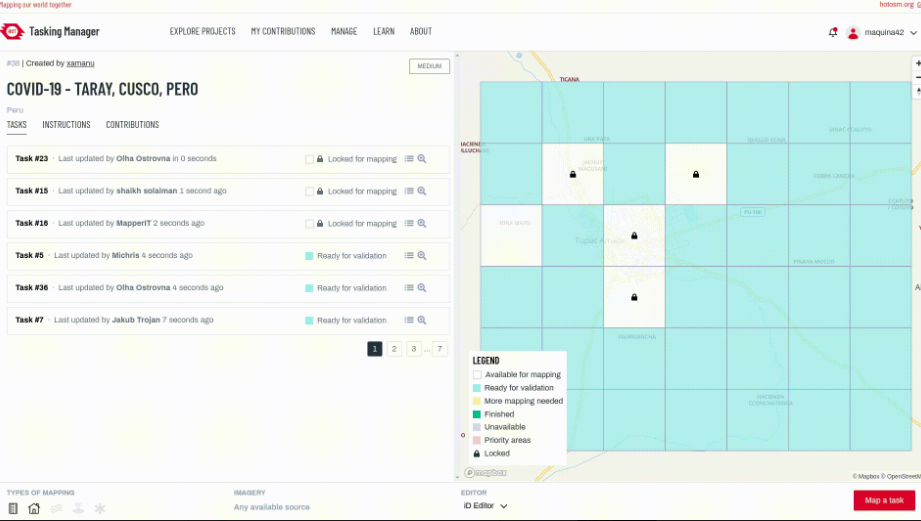 Mapping our world together
hotosm.org
HOT Tasking Manager
EXPLORE PROJECTS MY CONTRIBUTIONS MANAGE LEARN ABOUT
maquina42
#38 | Created by xamanu
MEDIUM
COVID-19 - TARAY, CUSCO, PERO
Peru
TASKS INSTRUCTIONS CONTRIBUTIONS
Task #23 · Last updated by Olha Ostrovna in 0 seconds Locked for mapping
Task #15 · Last updated by shaikh solaiman 1 second ago Locked for mapping
Task #16 · Last updated by MapperIT 2 seconds ago Locked for mapping
Task #5 · Last updated by Michris 4 seconds ago Ready for validation
Task #36 · Last updated by Olha Ostrovna 4 seconds ago Ready for validation
Task #7 · Last updated by Jakub Trojan 7 seconds ago Ready for validation
1 2 3 ... 7
TICANA
LEGEND
Available for mapping
Ready for validation
More mapping needed
Finished
Unavailable
Priority areas
Locked
mapbox
© Mapbox © OpenStreetM
TYPES OF MAPPING
IMAGERY
Any available source
EDITOR
iD Editor
Map a task